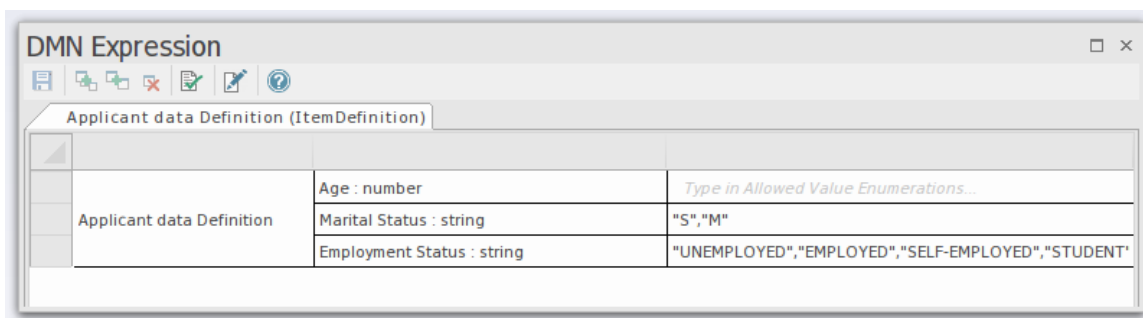 DMN Expression
Applicant data Definition (ItemDefinition)
Age : number
Type in Allowed Value Enumerations...
Applicant data Definition
Marital Status : string
"S","M"
Employment Status : string
"UNEMPLOYED","EMPLOYED","SELF-EMPLOYED","STUDENT"